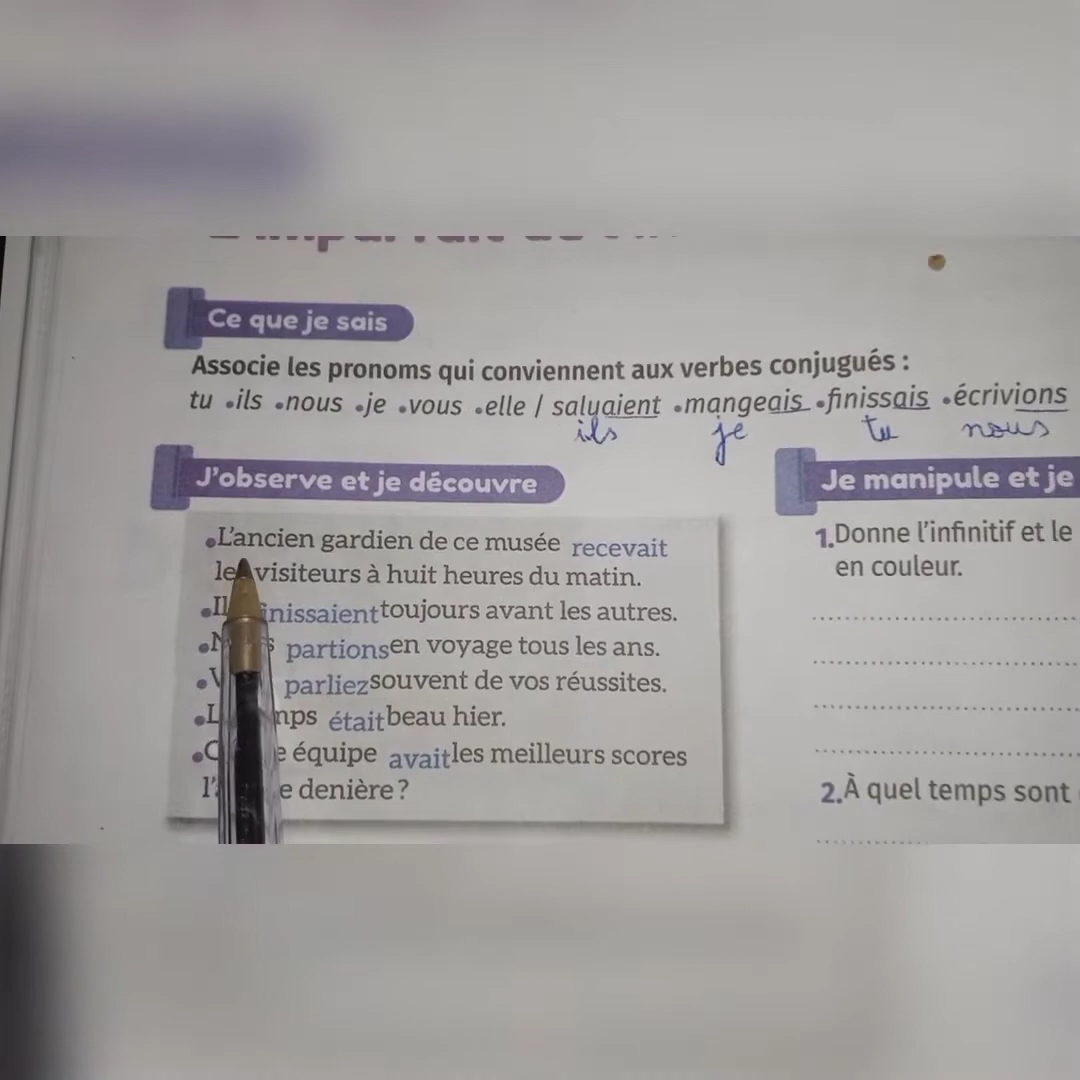 Ce que je sais
Associe les pronoms qui conviennent aux verbes conjugués :
tu •ils •nous •je •vous •elle / saluaient •mangeais •finissais •écrivions
ils je tu nous
J'observe et je découvre
•L'ancien gardien de ce musée recevait
les visiteurs à huit heures du matin.
toujours avant les autres.
partions en voyage tous les ans.
parliez souvent de vos réussites.
était beau hier.
équipe avait les meilleurs scores
denière ?
Je manipule et je
1. Donne l'infinitif et le
en couleur.
2. À quel temps sont